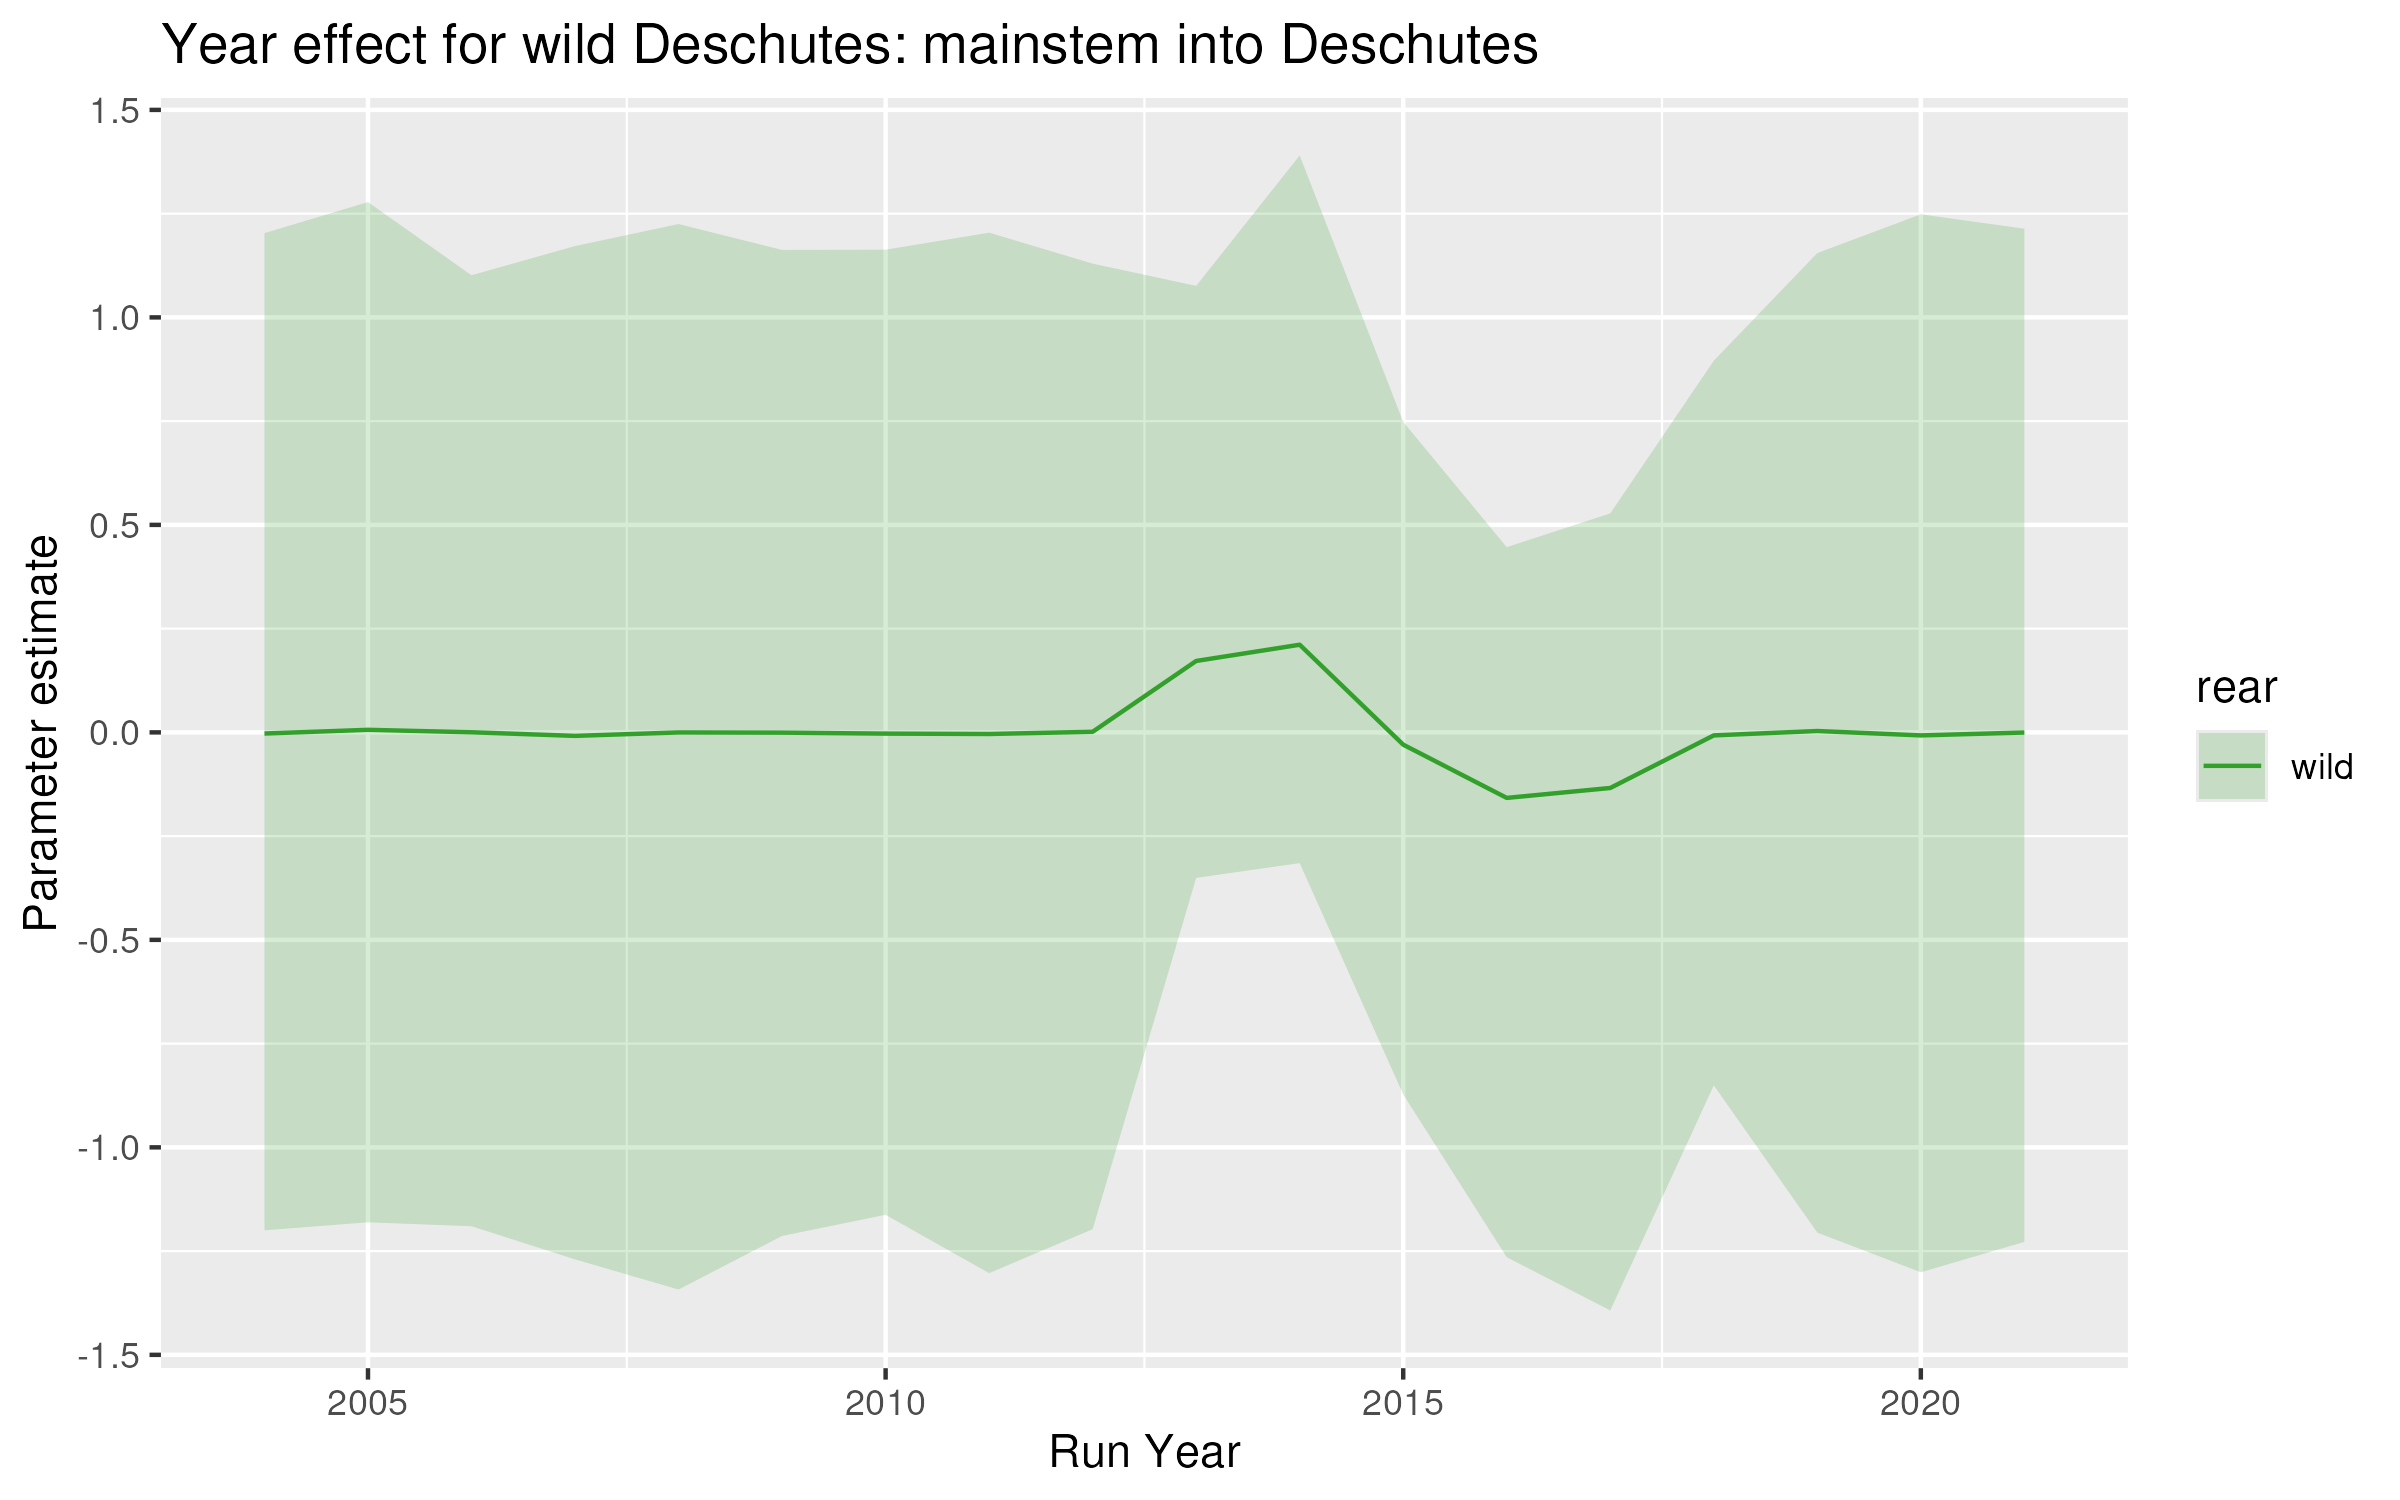 Year effect for wild Deschutes: mainstem into Deschutes
1.5
1.0
0.5
0.0
-0.5
-1.0
-1.5
Parameter estimate
2005 2010 2015 2020
Run Year
rear
wild